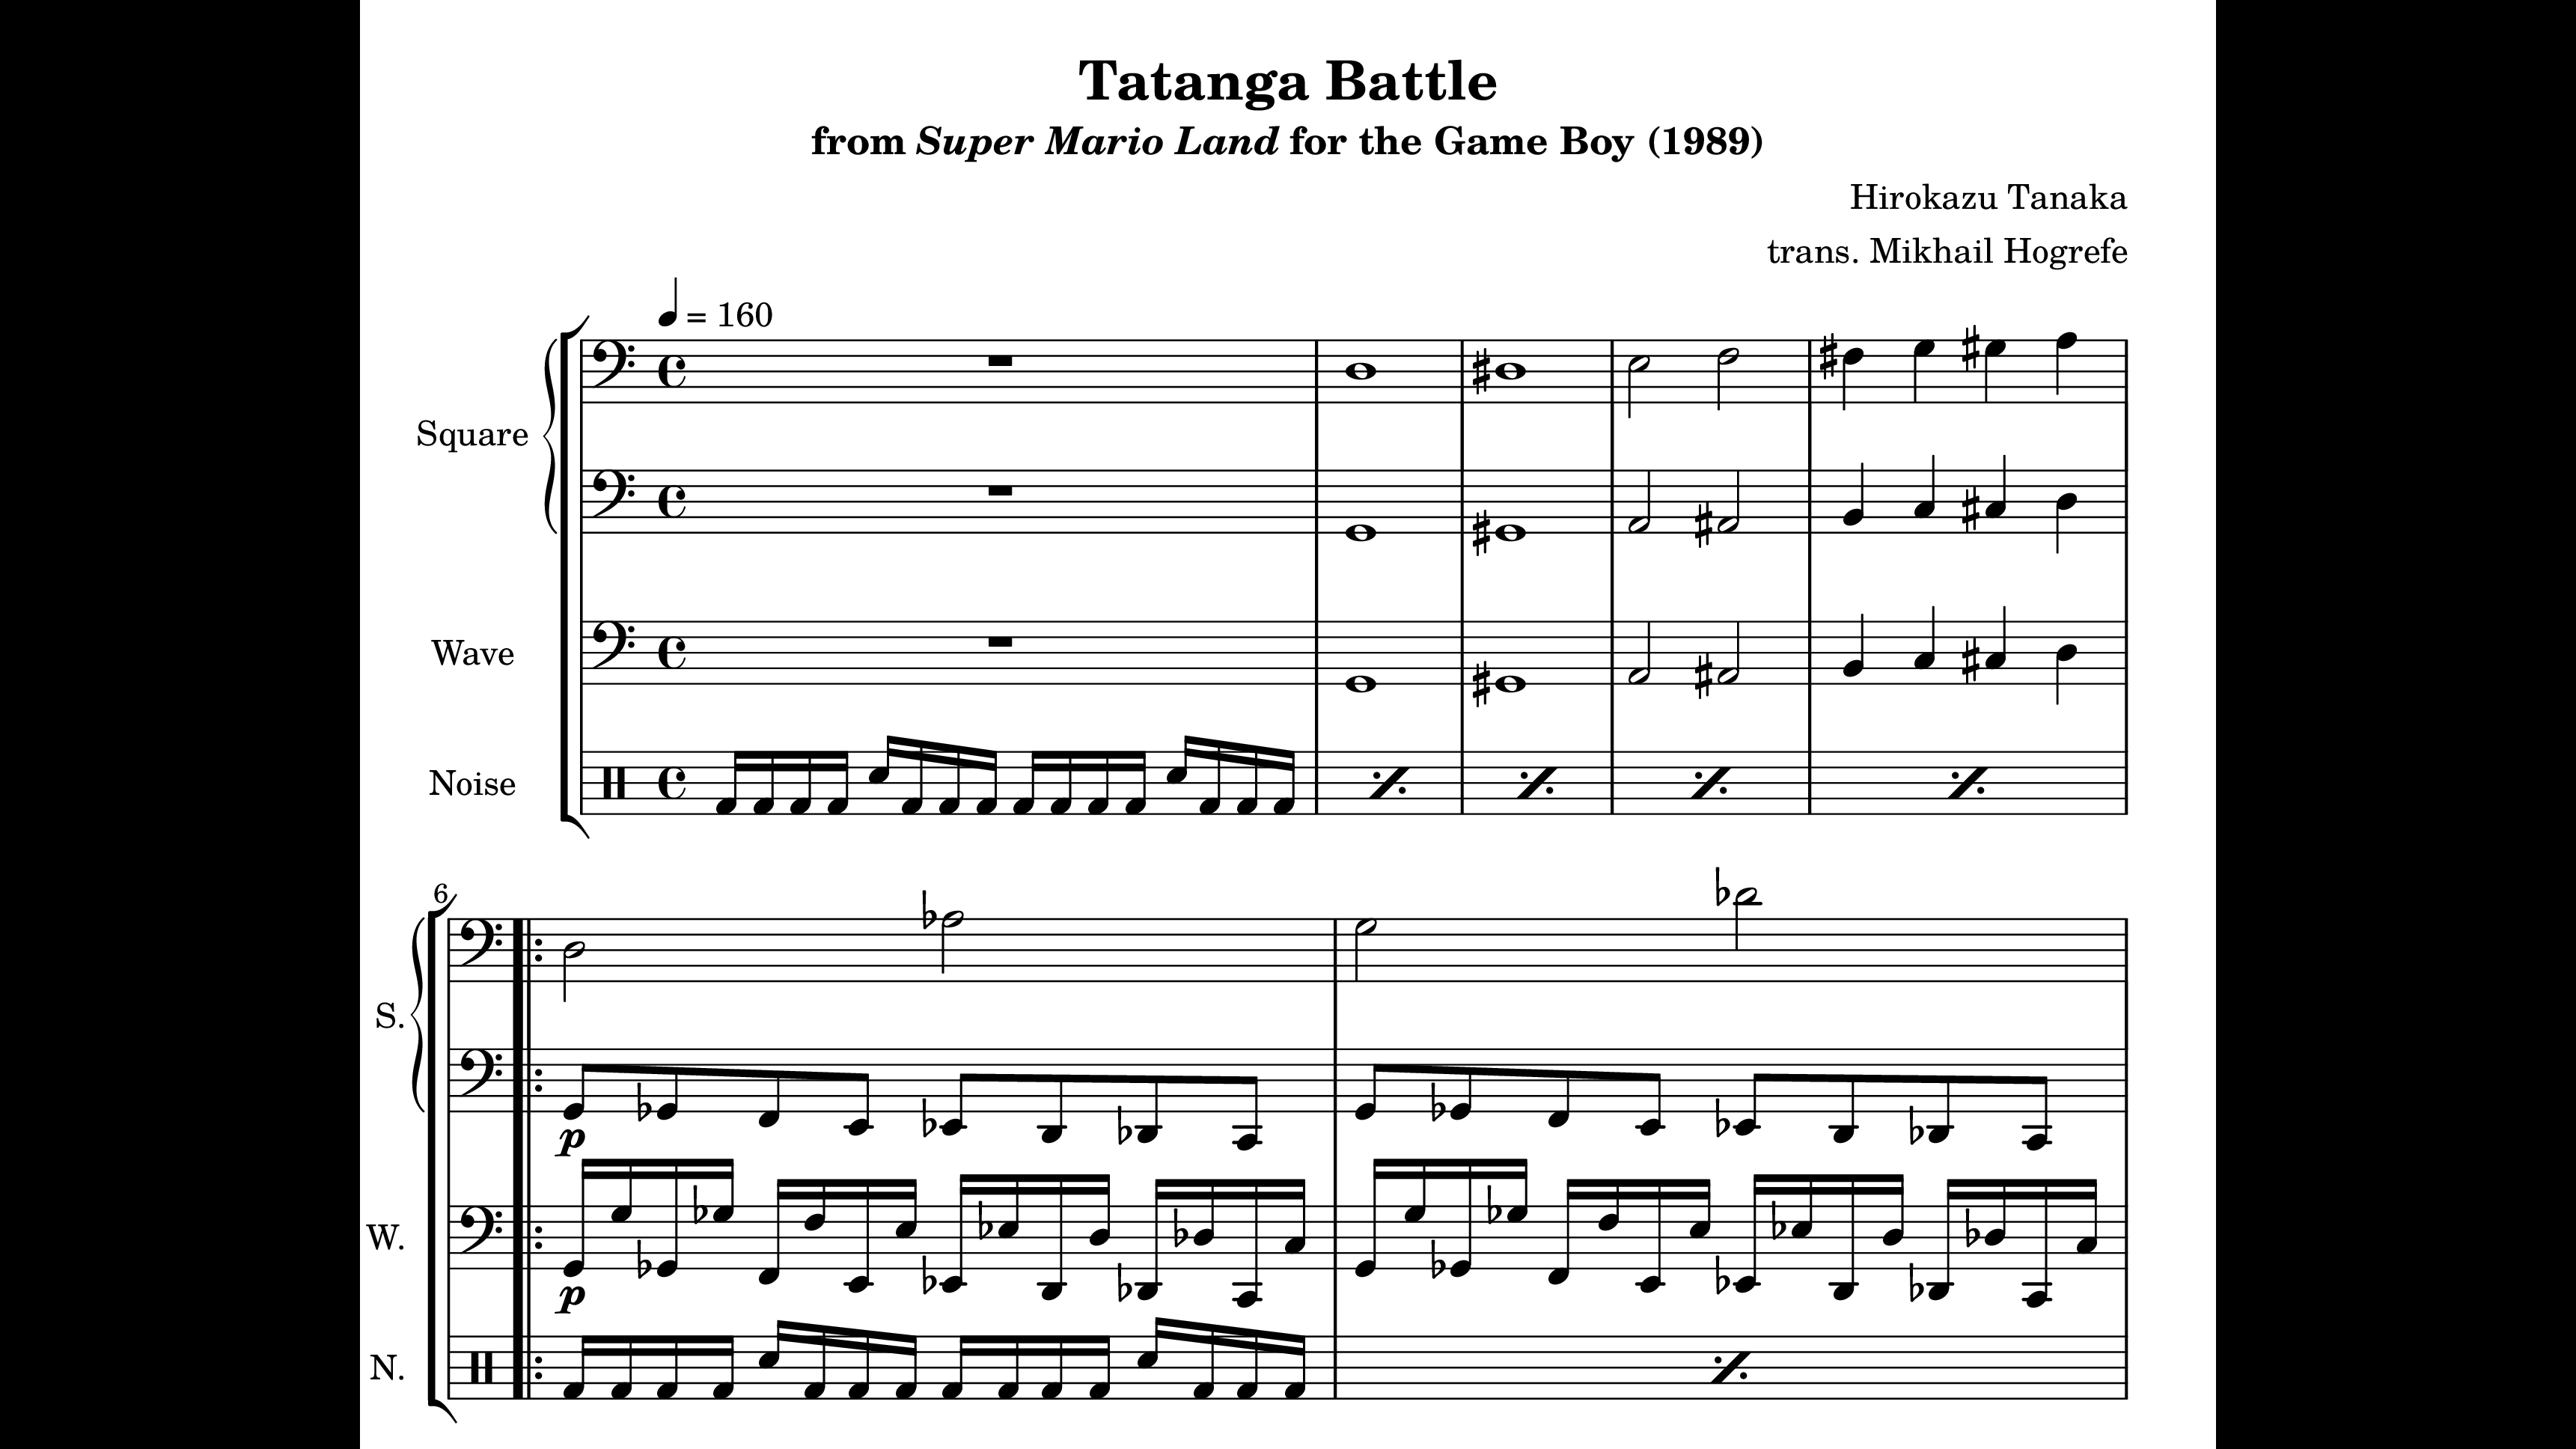 Tatanga Battle
from Super Mario Land for the Game Boy (1989)
Hirokazu Tanaka
trans. Mikhail Hogrefe
= 160
Square
Wave
Noise
6
S.
p
W.
p
N.